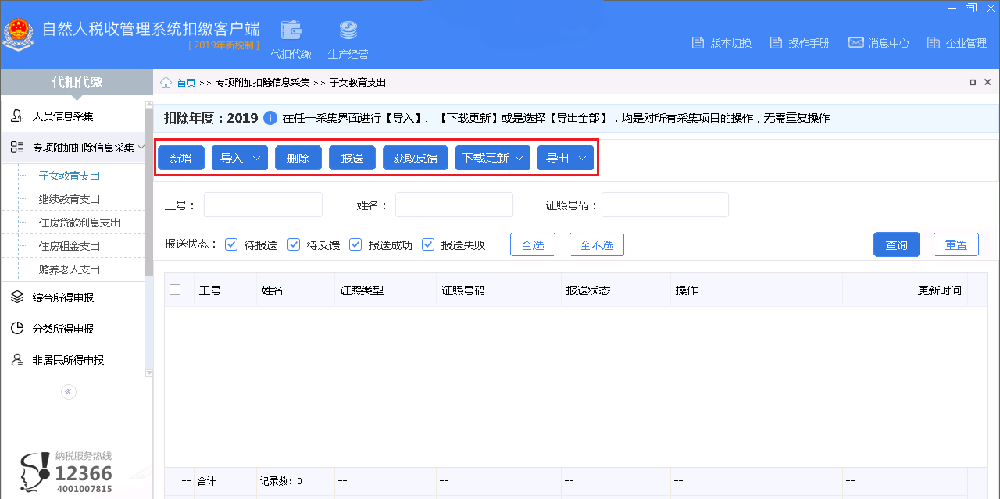 自然人税收管理系统扣缴客户端
[ 2019年新税制 ]
代扣代缴
生产经营
版本切换
操作手册
消息中心
企业管理
代扣代缴
首页 >> 专项附加扣除信息采集 >> 子女教育支出
人员信息采集
专项附加扣除信息采集
子女教育支出
继续教育支出
住房贷款利息支出
住房租金支出
赡养老人支出
综合所得申报
分类所得申报
非居民所得申报
纳税服务热线
12366
4001007815
扣除年度：2019 在任一采集界面进行【导入】、【下载更新】或是选择【导出全部】，均是对所有采集项目的操作，无需重复操作
新增 导入 删除 报送 获取反馈 下载更新 导出
工号： 姓名： 证照号码：
报送状态： 待报送 待反馈 报送成功 报送失败 全选 全不选 查询 重置
工号 姓名 证照类型 证照号码 报送状态 操作 更新时间
-- 合计 记录数：0 -- -- -- -- --